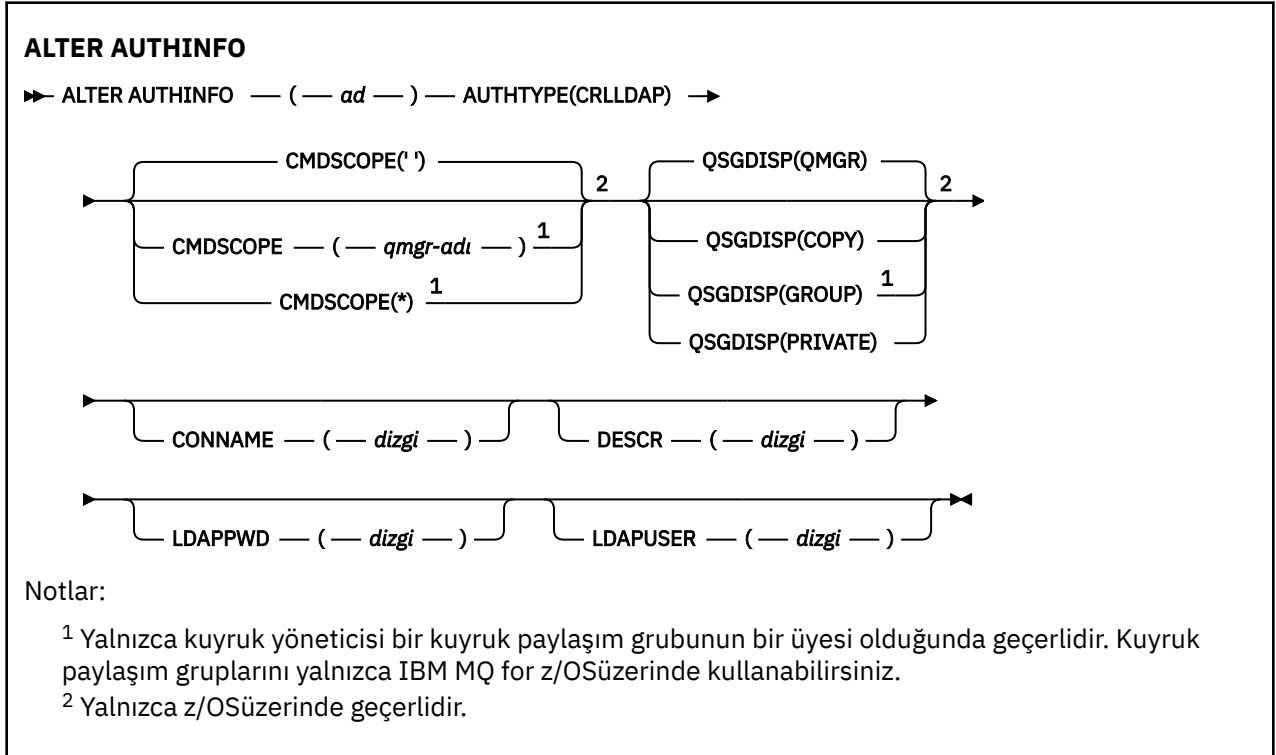 ALTER AUTHINFO
ALTER AUTHINFO — ( — ad — ) — AUTHTYPE(CRLLDAP)
CMDSCOPE(' ')
CMDSCOPE — ( — qmgr-adı — ) 1
CMDSCOPE(*) 1
2
QSGDISP(QMGR)
QSGDISP(COPY)
QSGDISP(GROUP) 1
QSGDISP(PRIVATE)
2
CONNAME — ( — dizgi — )
DESCR — ( — dizgi — )
LDAPPWD — ( — dizgi — )
LDAPUSER — ( — dizgi — )
Notlar:
1 Yalnızca kuyruk yöneticisi bir kuyruk paylaşım grubunun bir üyesi olduğunda geçerlidir. Kuyruk
paylaşım gruplarını yalnızca IBM MQ for z/OSüzerinde kullanabilirsiniz.
2 Yalnızca z/OSüzerinde geçerlidir.